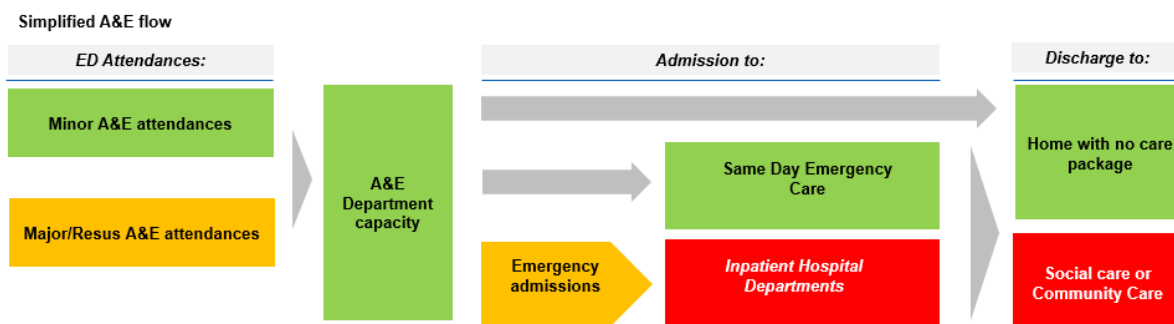 Simplified A&E flow
ED Attendances:
Admission to:
Discharge to:
Minor A&E attendances
Major/Resus A&E attendances
A&E
Department
capacity
Same Day Emergency
Care
Emergency
admissions
Inpatient Hospital
Departments
Home with no care
package
Social care or
Community Care